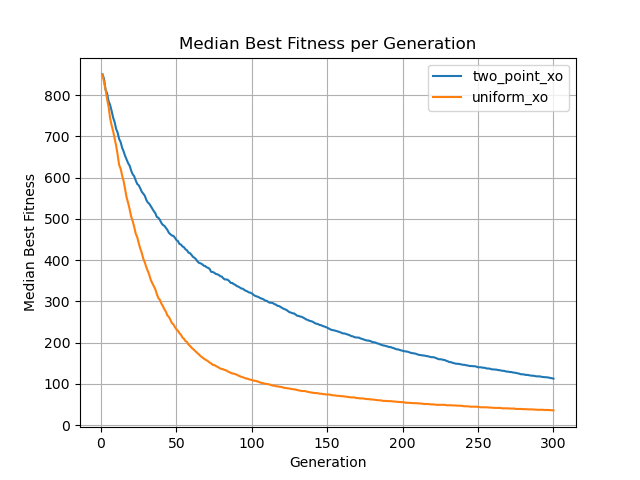 Median Best Fitness per Generation
two_point_xo
uniform_xo
Median Best Fitness
800
700
600
500
400
300
200
100
0
0 50 100 150 200 250 300
Generation